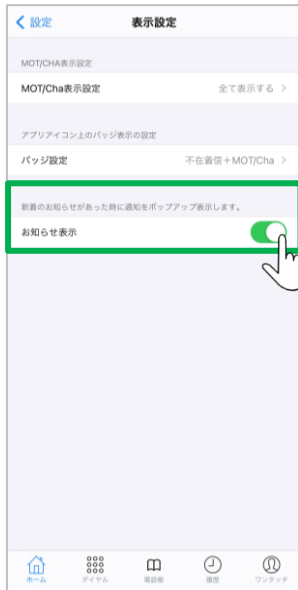 設定
表示設定
MOT/CHA表示設定
MOT/Cha表示設定 全て表示する
アプリアイコン上のバッジ表示の設定
バッジ設定 不在着信+MOT/Cha
新着のお知らせがあった時に通知をポップアップ表示します。
お知らせ表示
ホーム ダイヤル 電話帳 履歴 ワンタッチ